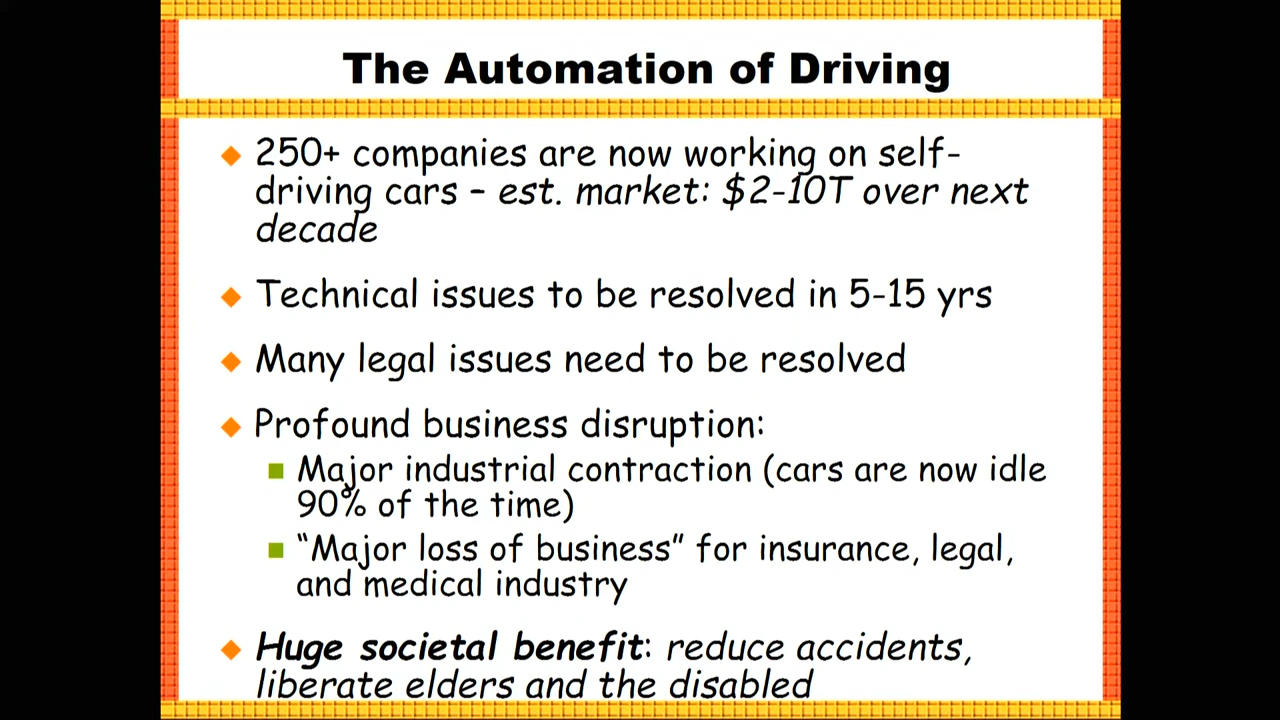 The Automation of Driving
250+ companies are now working on self-
driving cars – est. market: $2-10T over next
decade
Technical issues to be resolved in 5-15 yrs
Many legal issues need to be resolved
Profound business disruption:
Major industrial contraction (cars are now idle
90% of the time)
“Major loss of business” for insurance, legal,
and medical industry
Huge societal benefit: reduce accidents,
liberate elders and the disabled